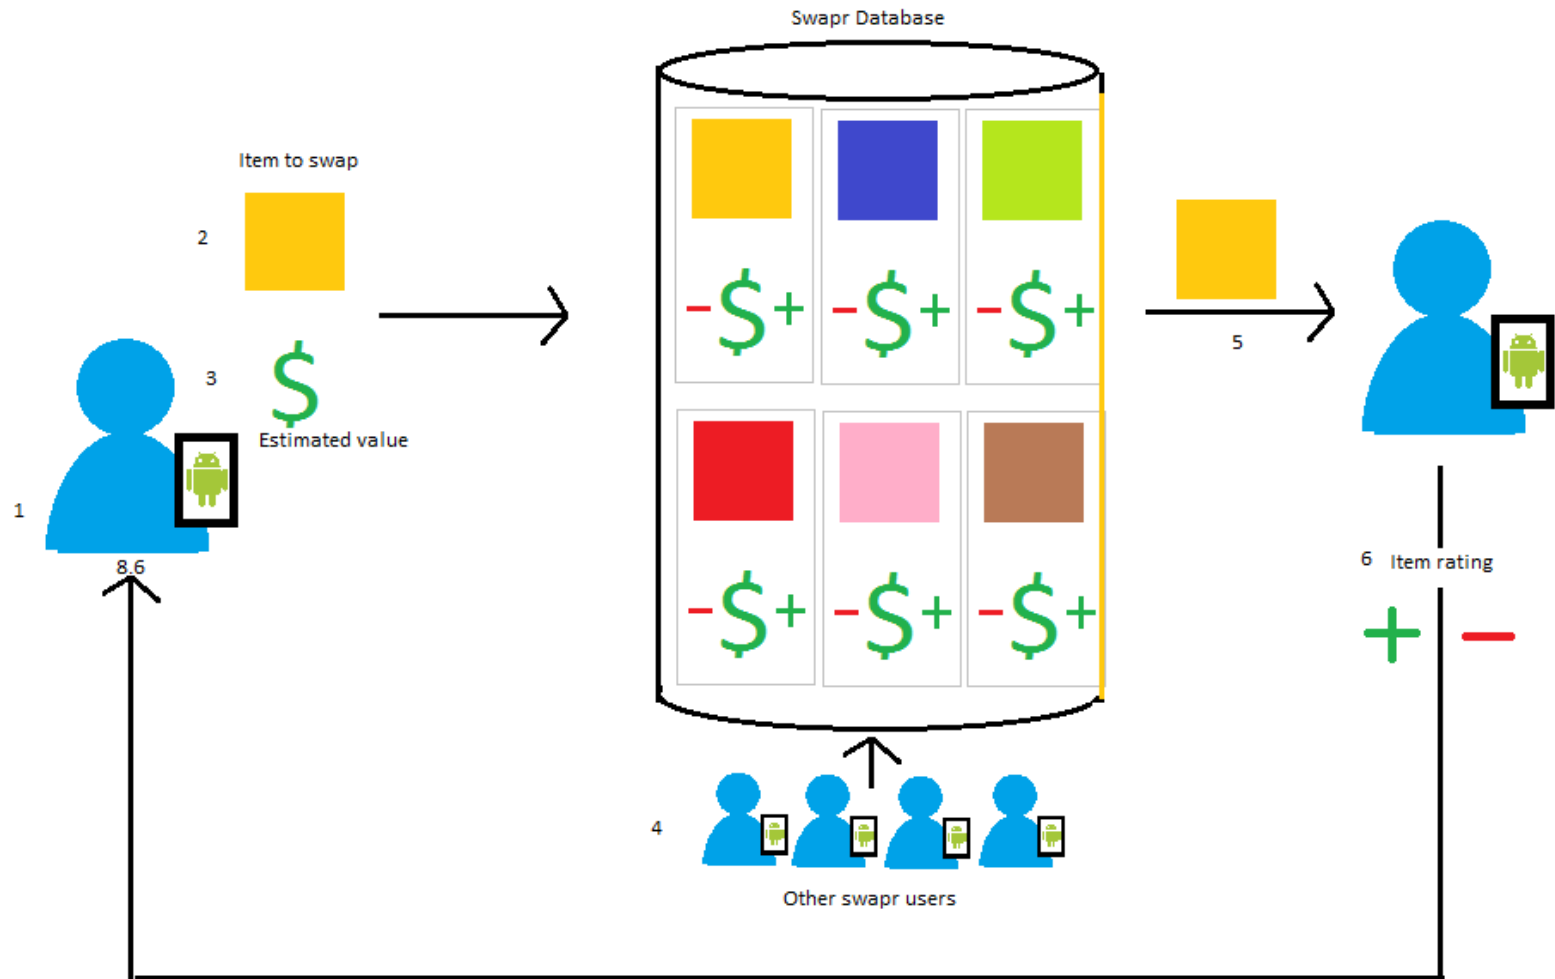 Swapr Database
Item to swap
2
3
$
Estimated value
1
8.6
-$+ -$+ -$+
-$+ -$+ -$+
5
6 Item rating
+ -
4
Other swapr users